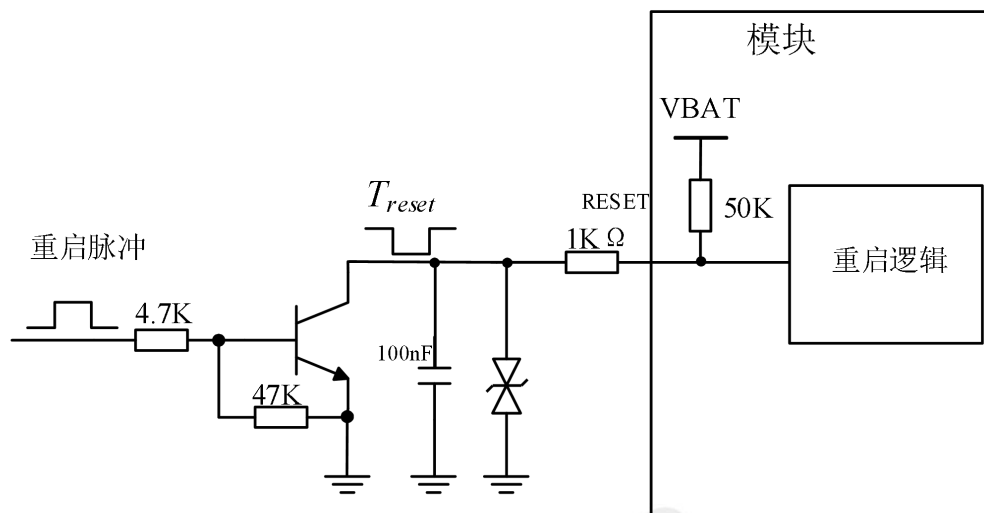 模块
VBAT
T_reset
RESET
50K
1K Ω
重启脉冲
重启逻辑
4.7K
100nF
47K